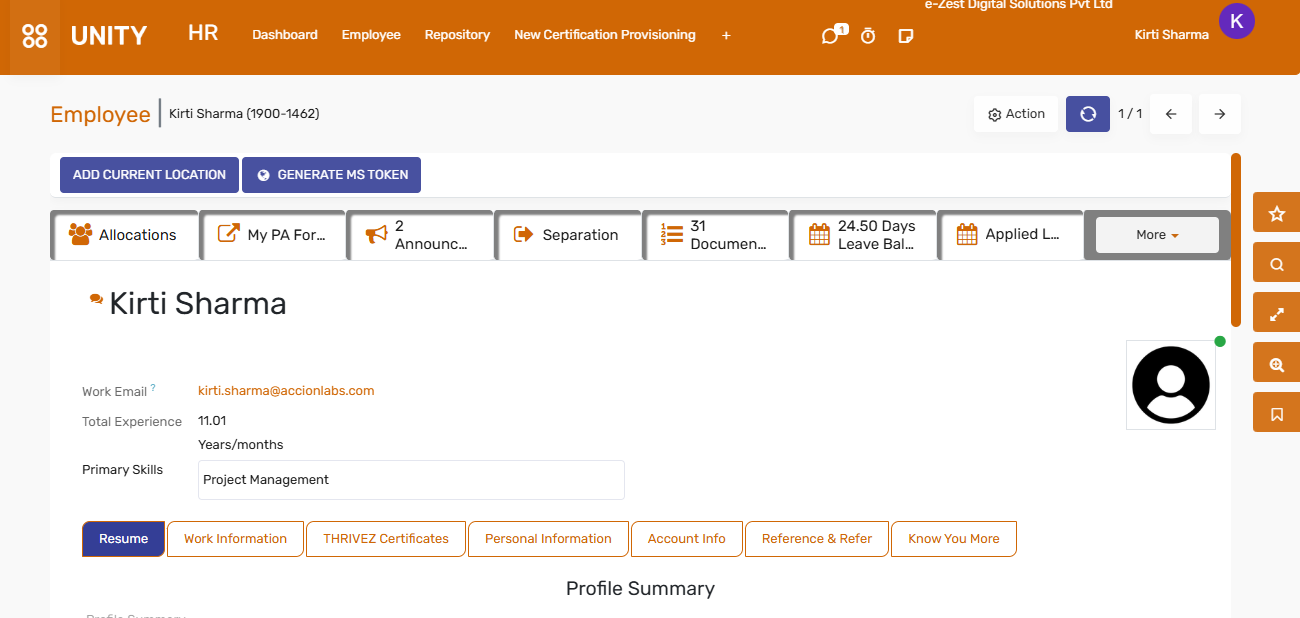 e-Zest Digital Solutions Pvt Ltd
UNITY HR Dashboard Employee Repository New Certification Provisioning + 1 Kirti Sharma K
Employee Kirti Sharma (1900-1462) Action 1 / 1
ADD CURRENT LOCATION GENERATE MS TOKEN
Allocations
My PA For...
2
Announc...
Separation
31
Documen...
24.50 Days
Leave Bal...
Applied L...
More
Kirti Sharma
Work Email ? kirti.sharma@accionlabs.com
Total Experience 11.01
Years/months
Primary Skills Project Management
Resume Work Information THRIVEZ Certificates Personal Information Account Info Reference & Refer Know You More
Profile Summary
Profile Summary